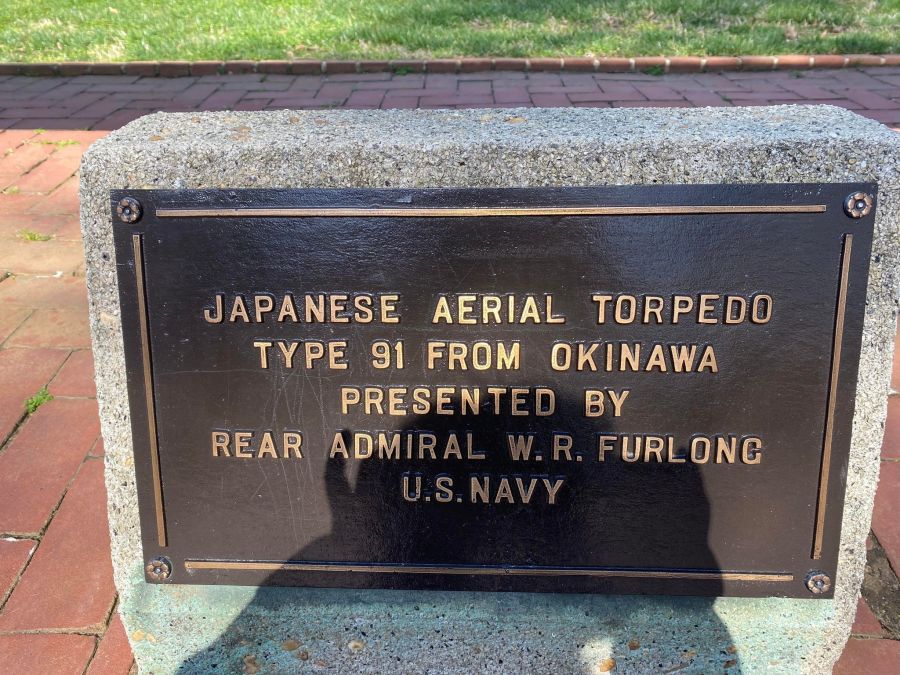 JAPANESE AERIAL TORPEDO
TYPE 91 FROM OKINAWA
PRESENTED BY
REAR ADMIRAL W.R. FURLONG
U.S. NAVY